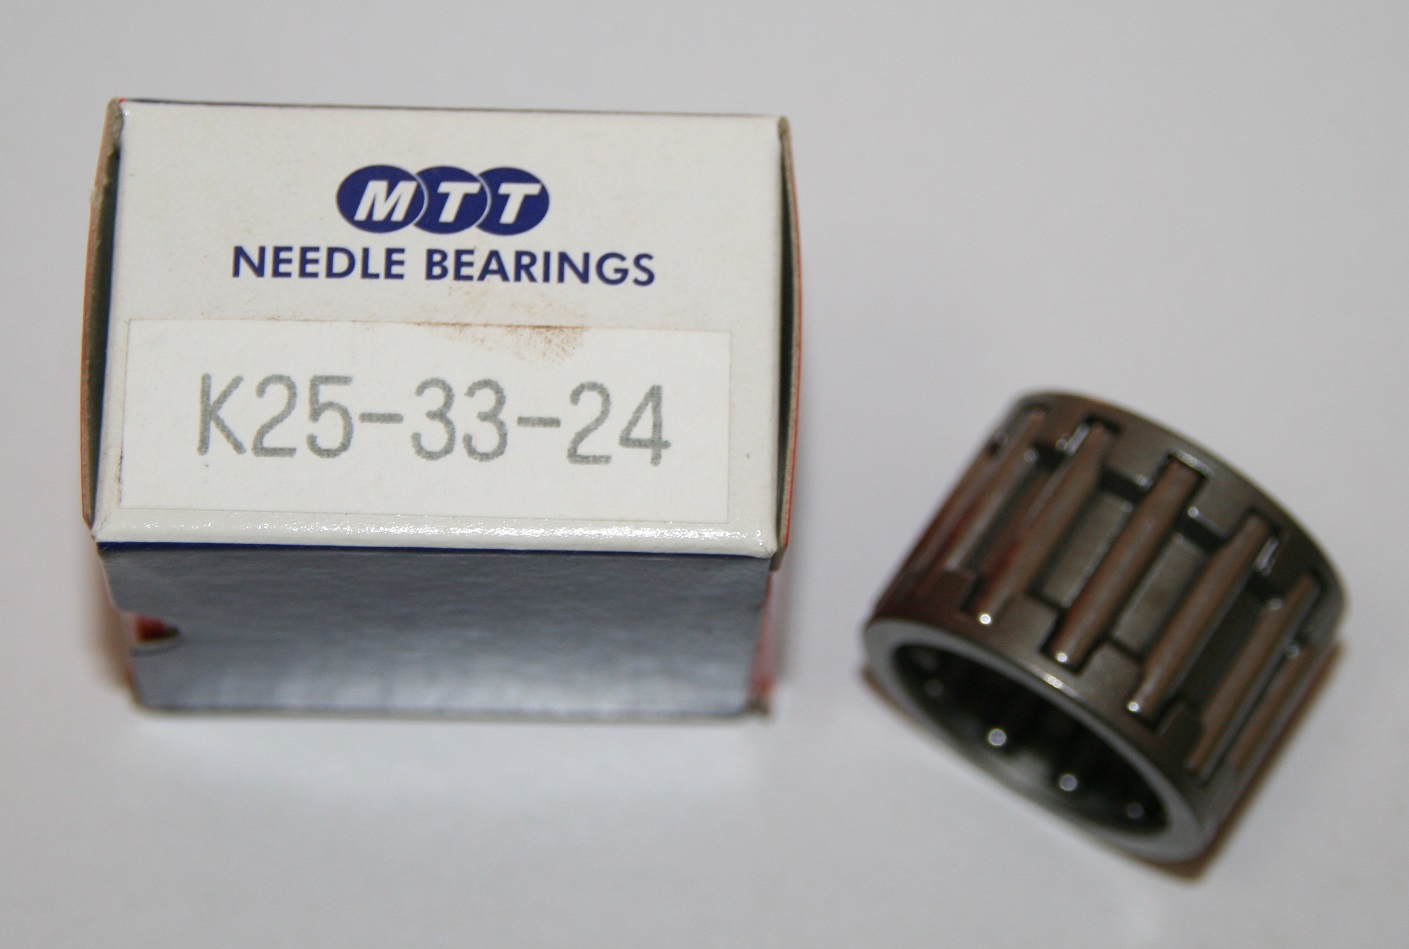 MTT
NEEDLE BEARINGS
K25-33-24